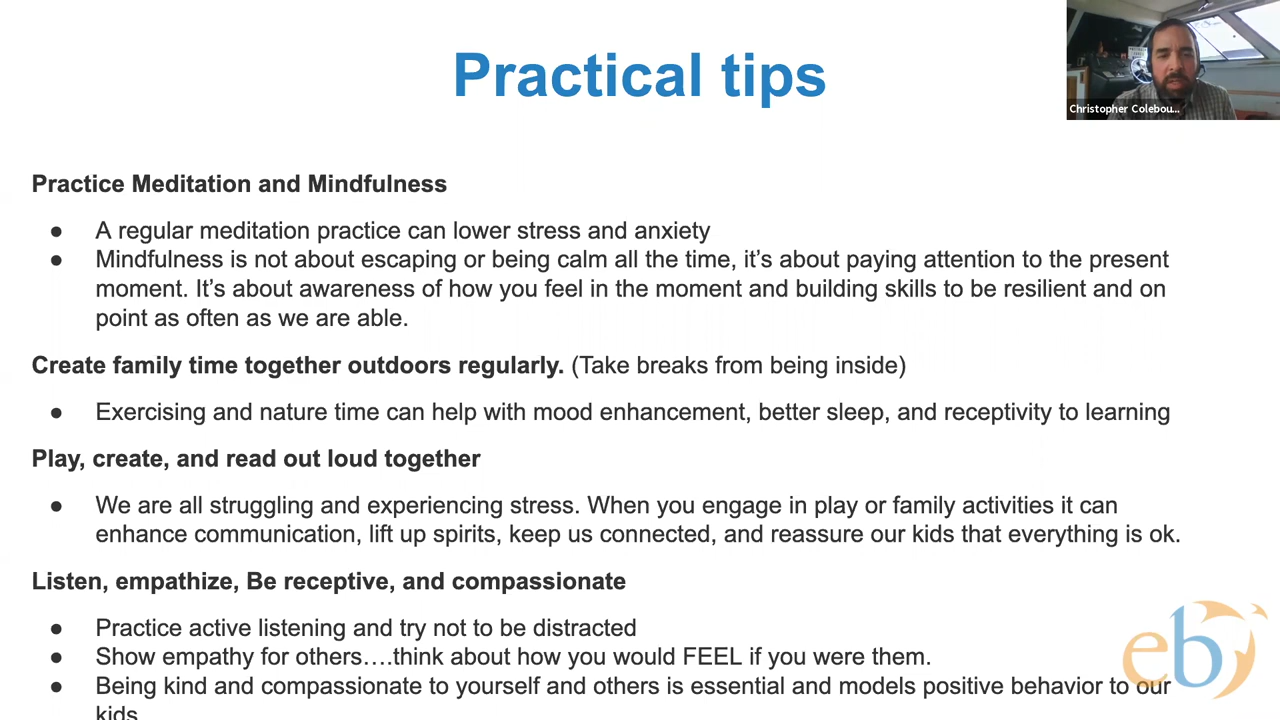 Practical tips
Christopher Colebou...
Practice Meditation and Mindfulness
● A regular meditation practice can lower stress and anxiety
● Mindfulness is not about escaping or being calm all the time, it’s about paying attention to the present
moment. It’s about awareness of how you feel in the moment and building skills to be resilient and on
point as often as we are able.
Create family time together outdoors regularly. (Take breaks from being inside)
● Exercising and nature time can help with mood enhancement, better sleep, and receptivity to learning
Play, create, and read out loud together
● We are all struggling and experiencing stress. When you engage in play or family activities it can
enhance communication, lift up spirits, keep us connected, and reassure our kids that everything is ok.
Listen, empathize, Be receptive, and compassionate
● Practice active listening and try not to be distracted
● Show empathy for others….think about how you would FEEL if you were them.
● Being kind and compassionate to yourself and others is essential and models positive behavior to our
kids
eb